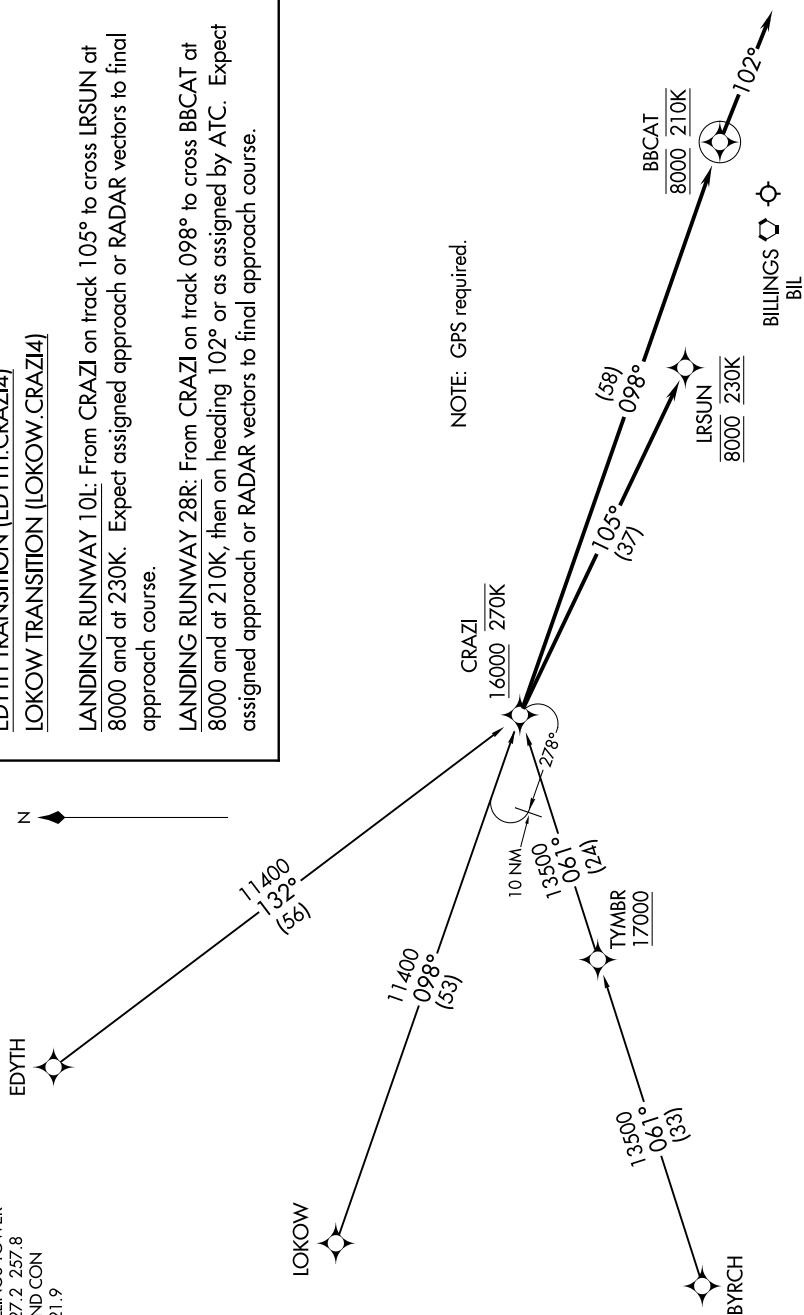 LLINGS TOWER
27.2 257.8
ND CON
21.9
EDYTH TRANSITION (EDYTH.CRAZI4)
LOKOW TRANSITION (LOKOW.CRAZI4)
LANDING RUNWAY 10L: From CRAZI on track 105° to cross LRSUN at
8000 and at 230K. Expect assigned approach or RADAR vectors to final
approach course.
LANDING RUNWAY 28R: From CRAZI on track 098° to cross BBCAT at
8000 and at 210K, then on heading 102° or as assigned by ATC. Expect
assigned approach or RADAR vectors to final approach course.
N
EDYTH
11400
132°
(56)
NOTE: GPS required.
LOKOW
11400
098°
(53)
CRAZI
16000 270K
10 NM
278°
13500
061°
(24)
TYMBR
17000
13500
061°
(33)
BYRCH
(58)
098°
105°
(37)
LRSUN
8000 230K
BBCAT
8000 210K
102°
BILLINGS
BIL